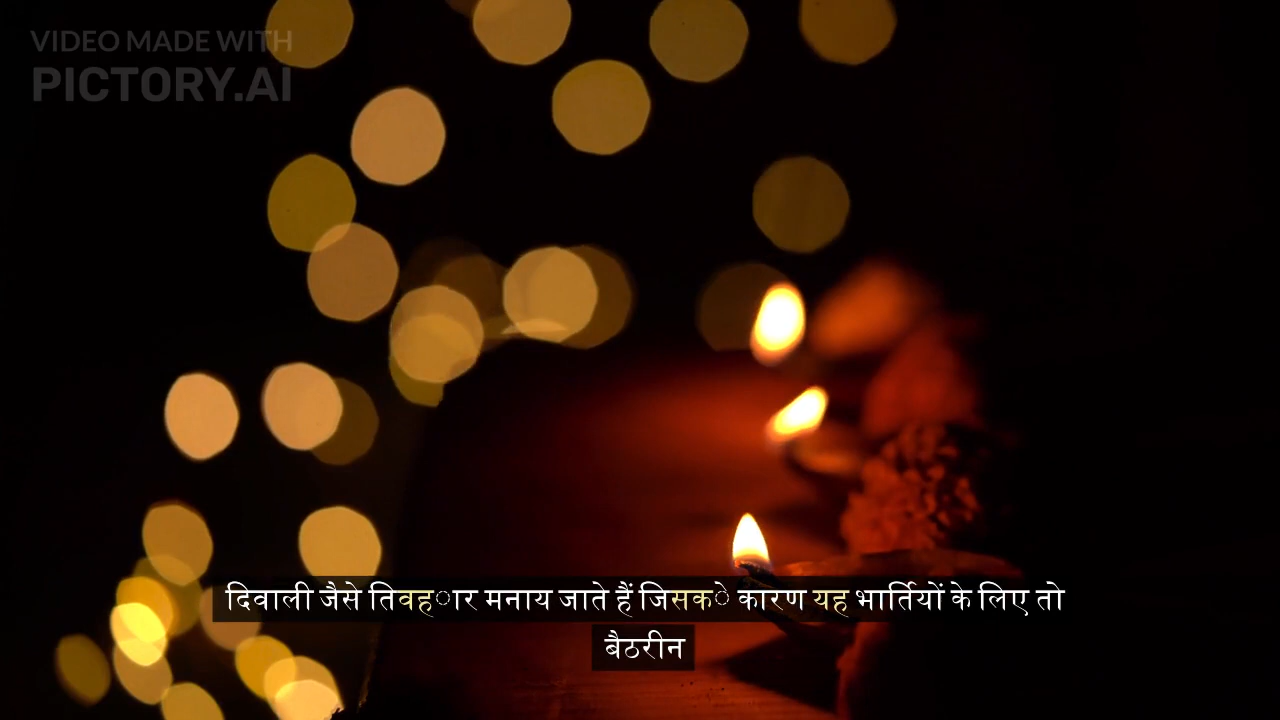 VIDEO MADE WITH
PICTORY.AI
दिवाली जैसे तिवहार मनाय जाते हैं जिसके कारण यह भार्तियों के लिए तो
बैठरीन